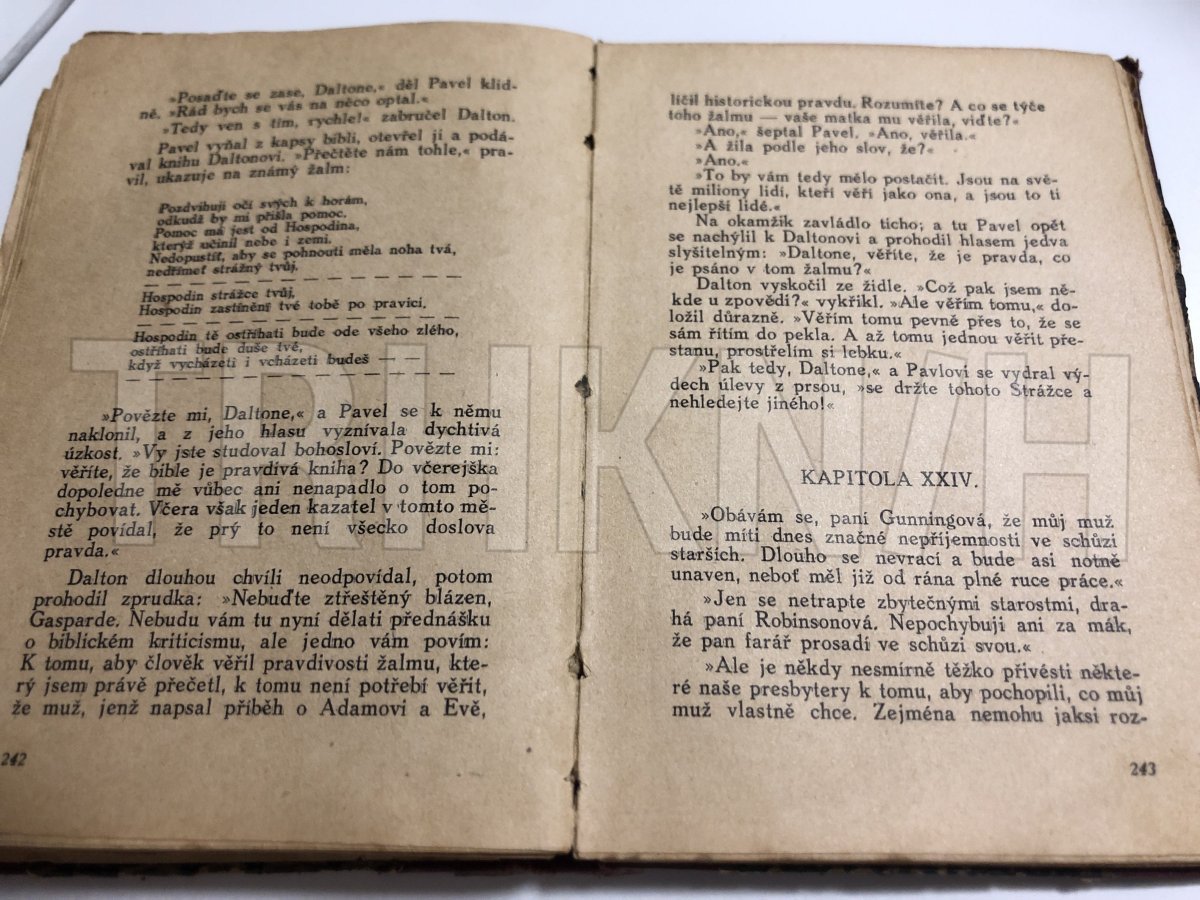 »Posaďte se zase, Daltone,« děl Pavel klid-
ně. »Rád bych se vás na něco optal.«
»Tedy ven s tím, rychle!« zabručel Dalton.
Pavel vyňal z kapsy bibli, otevřel ji a podá-
val knihu Daltonovi. »Přečtěte nám tohle,« pra-
vil, ukazuje na známý žalm:
Pozdvihuji očí svých k horám,
odkudž by mi přišla pomoc.
Pomoc má jest od Hospodina,
kterýž učinil nebe i zemi.
Nedopustíť, aby se pohnouti měla noha tvá,
nedřímeť strážný tvůj.
Hospodin strážce tvůj,
Hospodin zastínění tvé tobě po pravici.
Hospodin tě ostříhati bude ode všeho zlého,
ostříhati bude duše tvé,
když vycházeti i vcházeti budeš — —
»Povězte mi, Daltone,« a Pavel se k němu
naklonil, a z jeho hlasu vyznívala dychtivá
úzkost. »Vy jste studoval bohosloví. Povězte mi:
věříte, že bible je pravdivá kniha? Do včerejška
dopoledne mě vůbec ani nenapadlo o tom po-
chybovat. Včera však jeden kazatel v tomto mě-
stě povídal, že prý to není všecko doslova
pravda.«
Dalton dlouhou chvíli neodpovídal, potom
prohodil zprudka: »Nebuďte ztřeštěný blázen,
Gasparde. Nebudu vám tu nyní dělati přednášku
o biblickém kriticismu, ale jedno vám povím:
K tomu, aby člověk věřil pravdivosti žalmu, kte-
rý jsem právě přečetl, k tomu není potřebí věřit,
že muž, jenž napsal příběh o Adamovi a Evě,
242
líčil historickou pravdu. Rozumíte? A co se týče
toho žalmu — vaše matka mu věřila, viďte?«
»Ano,« šeptal Pavel. »Ano, věřila.«
»A žila podle jeho slov, že?«
»Ano.«
»To by vám tedy mělo postačit. Jsou na svě-
tě miliony lidí, kteří věří jako ona, a jsou to ti
nejlepší lidé.«
Na okamžik zavládlo ticho; a tu Pavel opět
se nachýlil k Daltonovi a prohodil hlasem jedva
slyšitelným: »Daltone, věříte, že je pravda, co
je psáno v tom žalmu?«
Dalton vyskočil ze židle. »Což pak jsem ně-
kde u zpovědi?« vykřikl. »Ale věřím tomu,« do-
ložil důrazně. »Věřím tomu pevně přes to, že se
sám řítím do pekla. A až tomu jednou věřit pře-
stanu, prostřelím si lebku.«
»Pak tedy, Daltone,« a Pavlovi se vydral vý-
dech úlevy z prsou, »se držte tohoto Strážce a
nehledejte jiného!«
KAPITOLA XXIV.
»Obávám se, paní Gunningová, že můj muž
bude míti dnes značné nepříjemnosti ve schůzi
starších. Dlouho se nevrací a bude asi notně
unaven, neboť měl již od rána plné ruce práce.«
»Jen se netrapte zbytečnými starostmi, dra-
há paní Robinsonová. Nepochybuji ani za mák,
že pan farář prosadí ve schůzi svou.«
»Ale je někdy nesmírně těžko přivésti někte-
ré naše presbytery k tomu, aby pochopili, co můj
muž vlastně chce. Zejména nemohu jaksi roz-
243
TRHKNIH